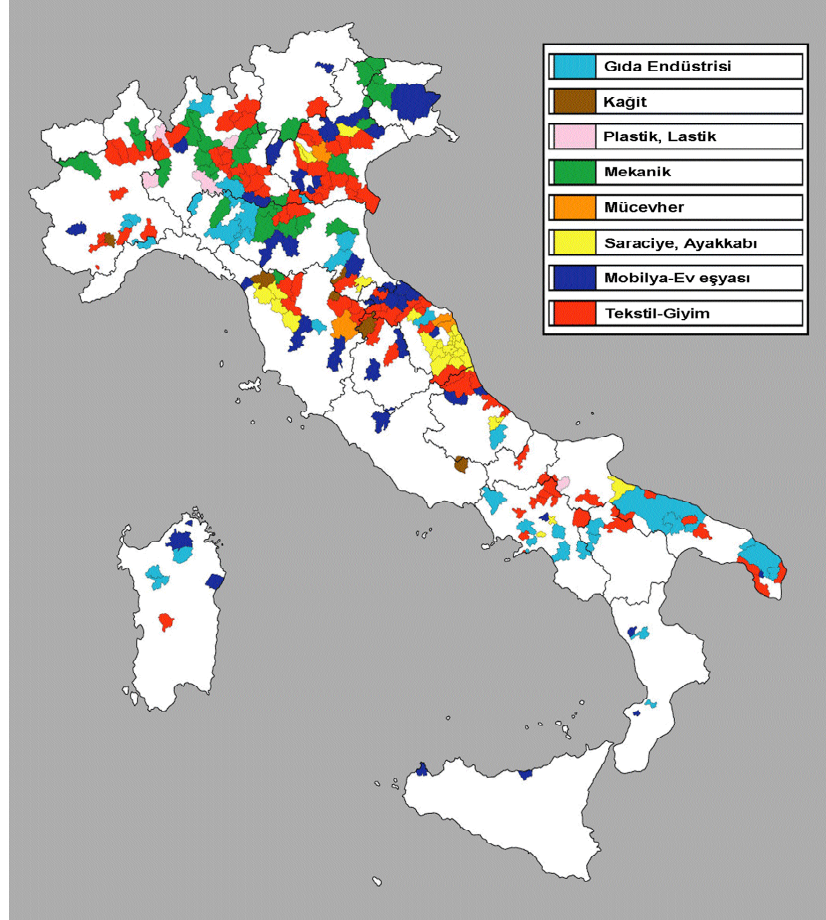 Gıda Endüstrisi
Kağit
Plastik, Lastik
Mekanik
Mücevher
Saraciye, Ayakkabı
Mobilya-Ev eşyası
Tekstil-Giyim